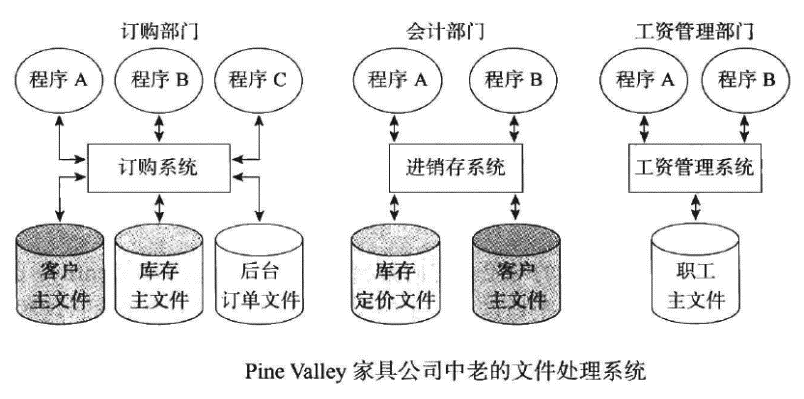 订购部门
会计部门
工资管理部门
程序 A
程序 B
程序 C
程序 A
程序 B
程序 A
程序 B
订购系统
进销存系统
工资管理系统
客户
主文件
库存
主文件
后台
订单文件
库存
定价文件
客户
主文件
职工
主文件
Pine Valley 家具公司中老的文件处理系统